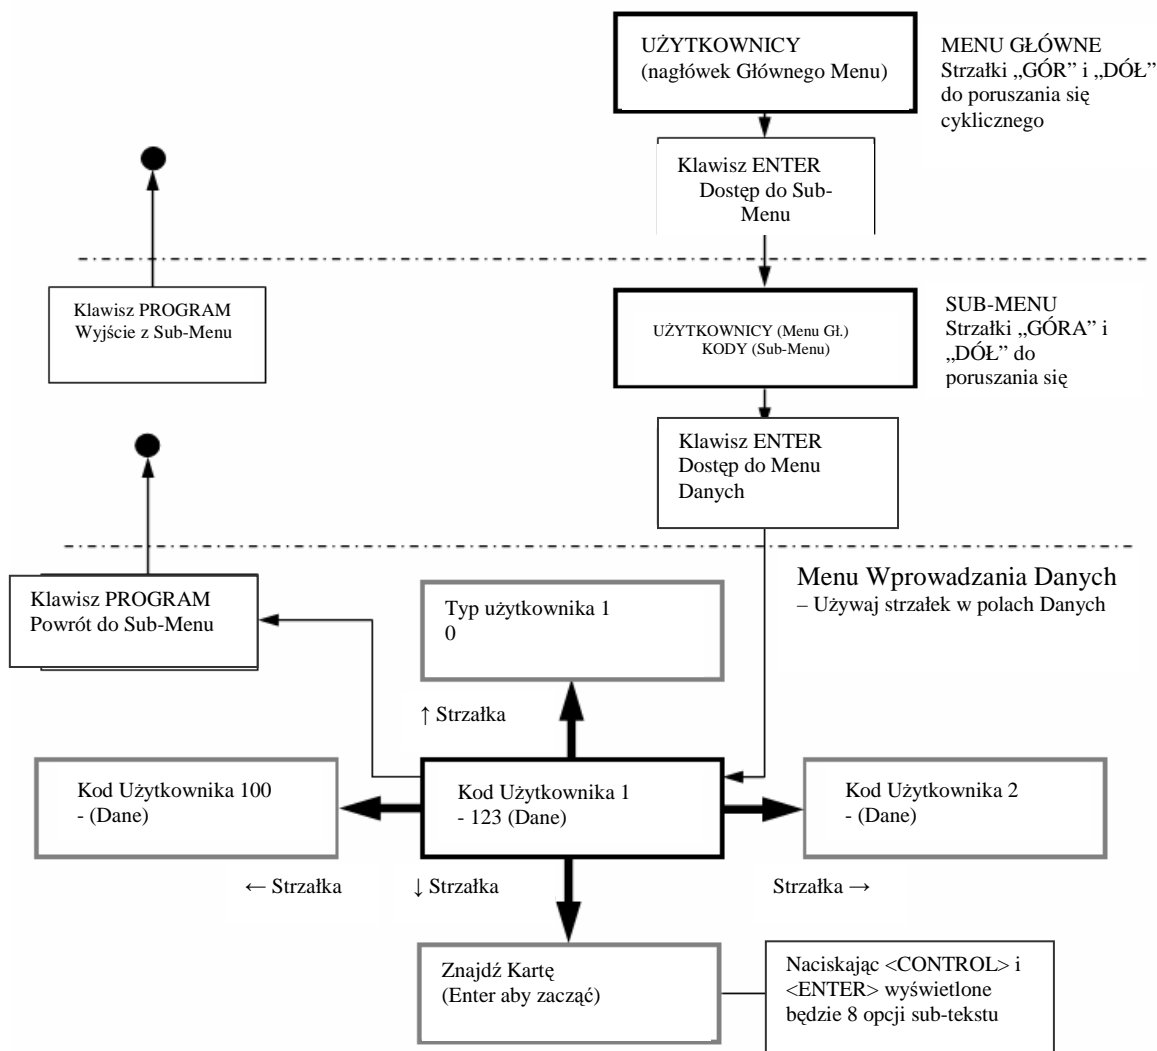 UŻYTKOWNICY
(nagłówek Głównego Menu)
MENU GŁÓWNE
Strzałki „GÓR” i „DÓŁ”
do poruszania się
cyklicznego
Klawisz ENTER
Dostęp do Sub-
Menu
Klawisz PROGRAM
Wyjście z Sub-Menu
UŻYTKOWNICY (Menu Gł.)
KODY (Sub-Menu)
SUB-MENU
Strzałki „GÓRA” i
„DÓŁ” do
poruszania się
Klawisz ENTER
Dostęp do Menu
Danych
Menu Wprowadzania Danych
– Używaj strzałek w polach Danych
Klawisz PROGRAM
Powrót do Sub-Menu
Typ użytkownika 1
0
↑ Strzałka
Kod Użytkownika 100
- (Dane)
Kod Użytkownika 1
- 123 (Dane)
Kod Użytkownika 2
- (Dane)
← Strzałka
↓ Strzałka
Strzałka →
Znajdź Kartę
(Enter aby zacząć)
Naciskając <CONTROL> i
<ENTER> wyświetlone
będzie 8 opcji sub-tekstu